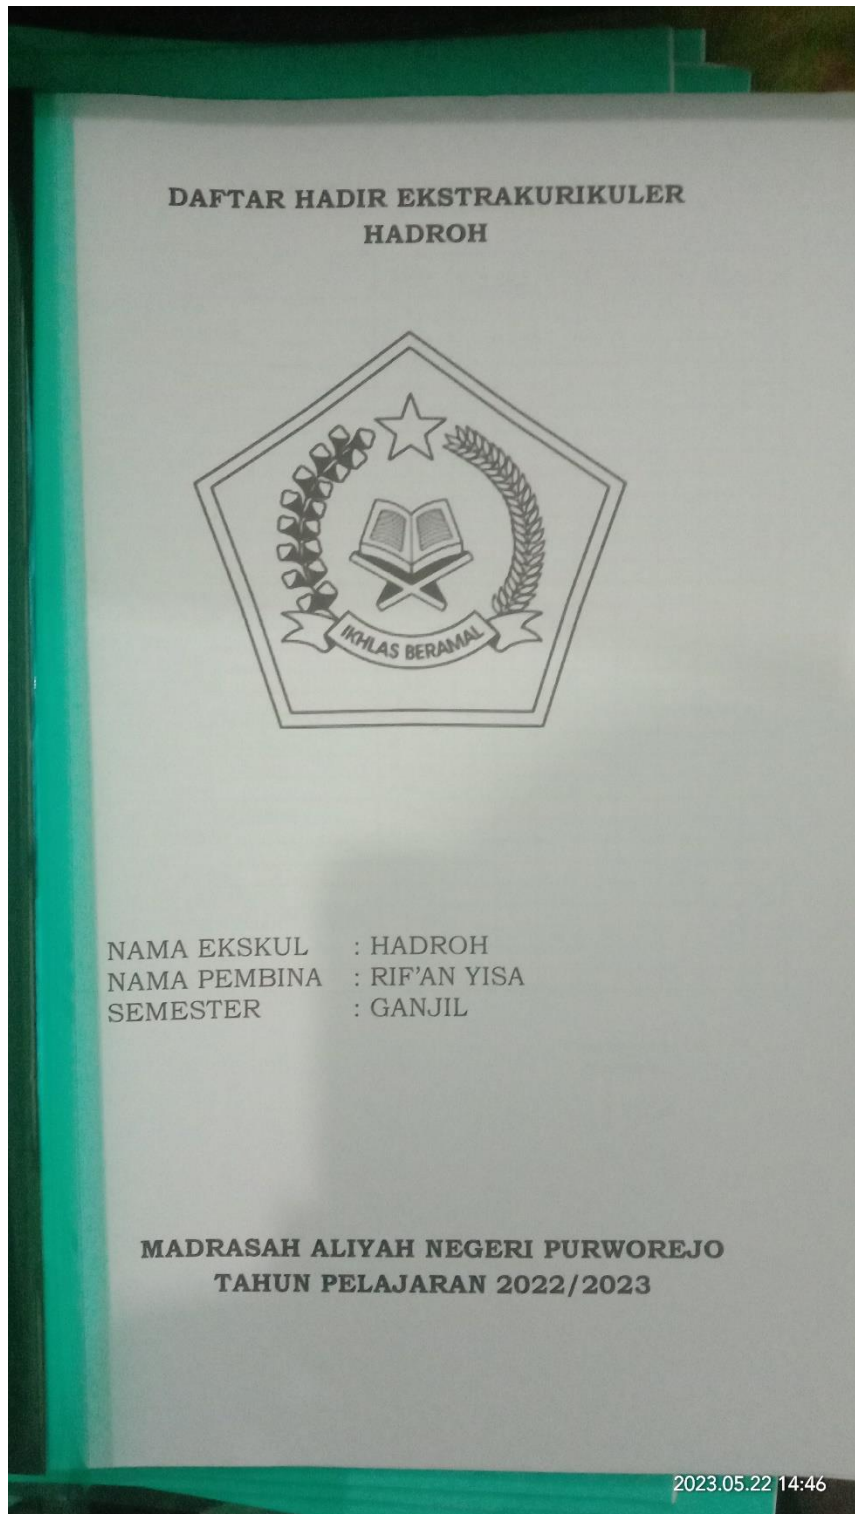 DAFTAR HADIR EKSTRAKURIKULER
HADROH
IKHLAS BERAMAL
NAMA EKSKUL : HADROH
NAMA PEMBINA : RIF'AN YISA
SEMESTER : GANJIL
MADRASAH ALIYAH NEGERI PURWOREJO
TAHUN PELAJARAN 2022/2023
2023.05.22 14:46